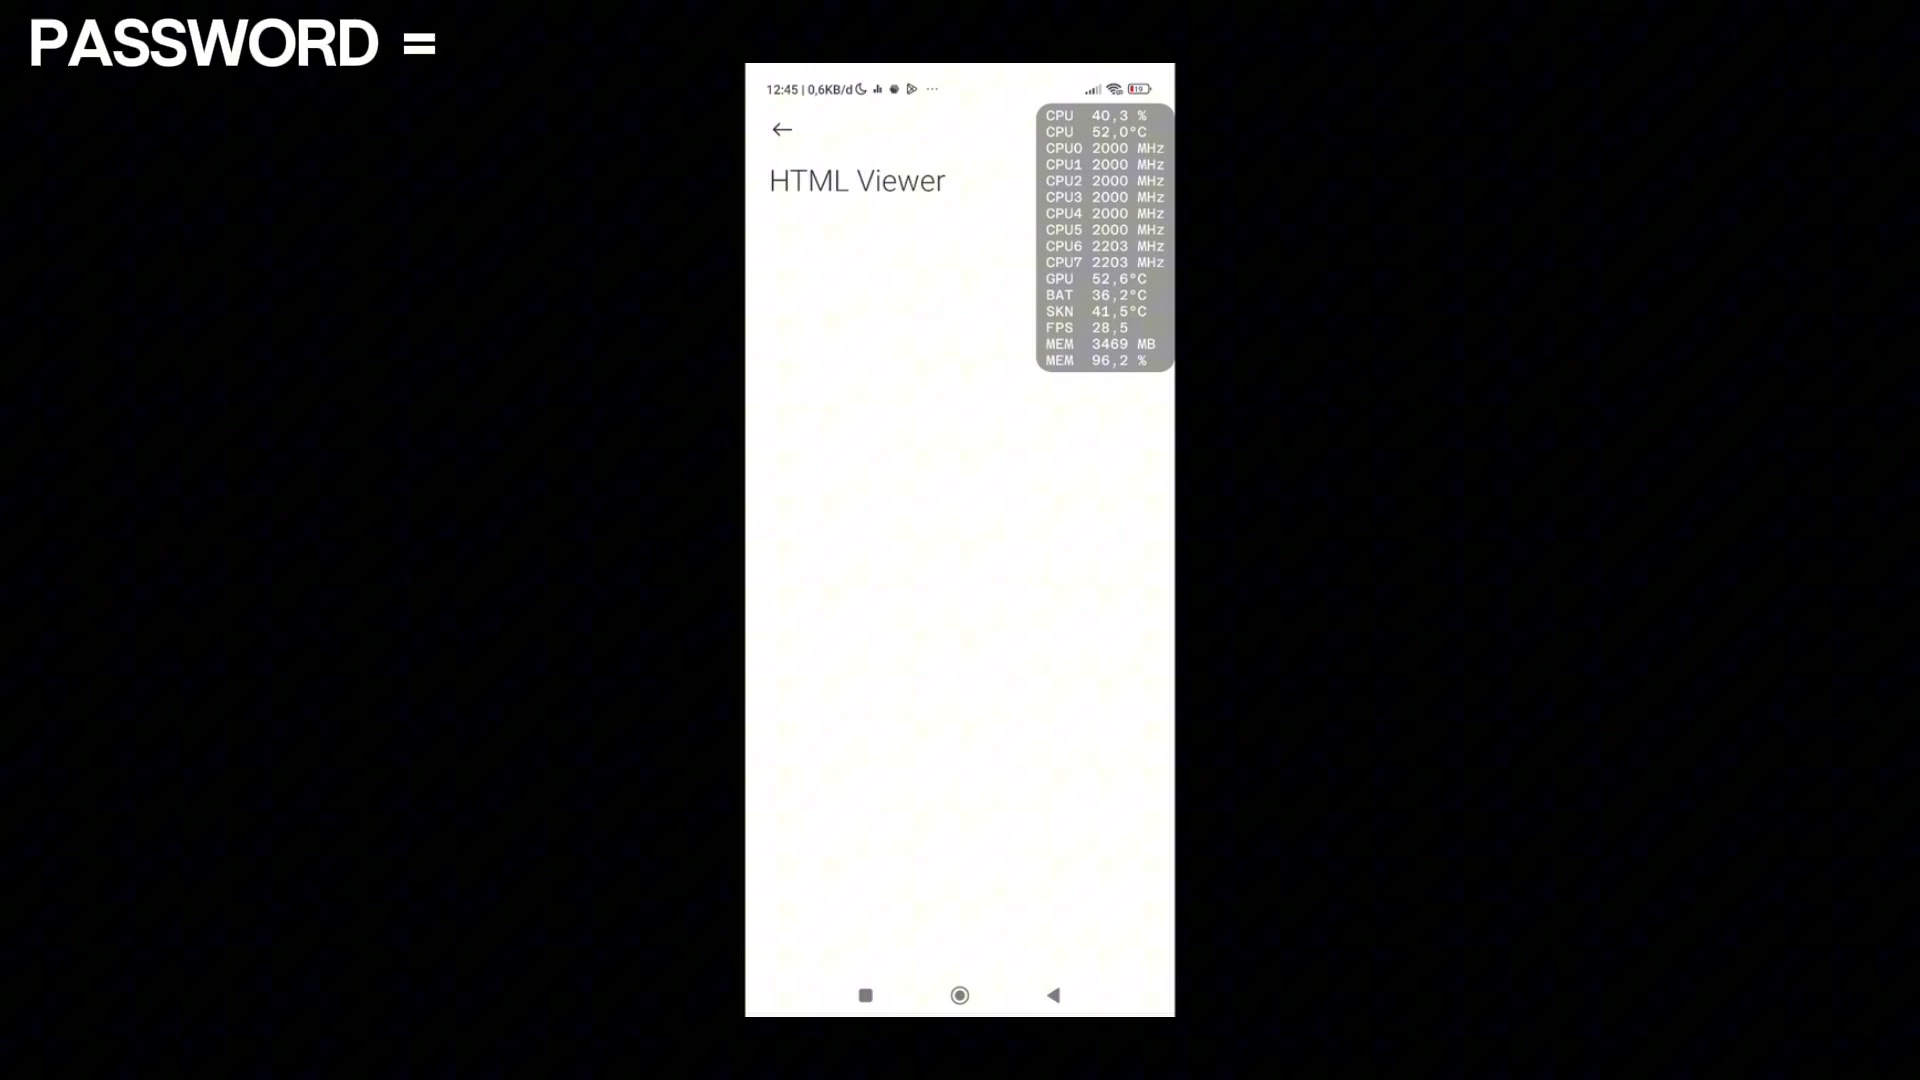 PASSWORD =
12:45 | 0,6KB/d ...
19
HTML Viewer
CPU 40,3 %
CPU 52,0°C
CPU0 2000 MHz
CPU1 2000 MHz
CPU2 2000 MHz
CPU3 2000 MHz
CPU4 2000 MHz
CPU5 2000 MHz
CPU6 2203 MHz
CPU7 2203 MHz
GPU 52,6°C
BAT 36,2°C
SKN 41,5°C
FPS 28,5
MEM 3469 MB
MEM 96,2 %